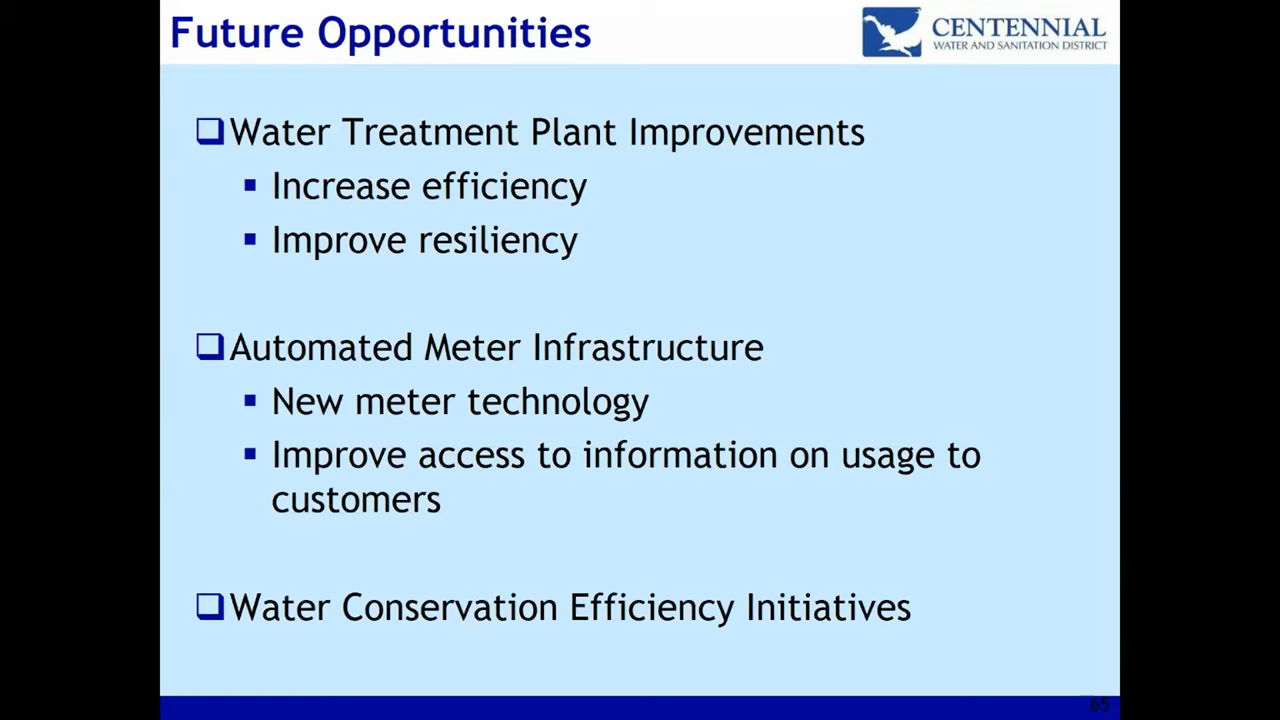 Future Opportunities
CENTENNIAL
WATER AND SANITATION DISTRICT
Water Treatment Plant Improvements
Increase efficiency
Improve resiliency
Automated Meter Infrastructure
New meter technology
Improve access to information on usage to
customers
Water Conservation Efficiency Initiatives
65